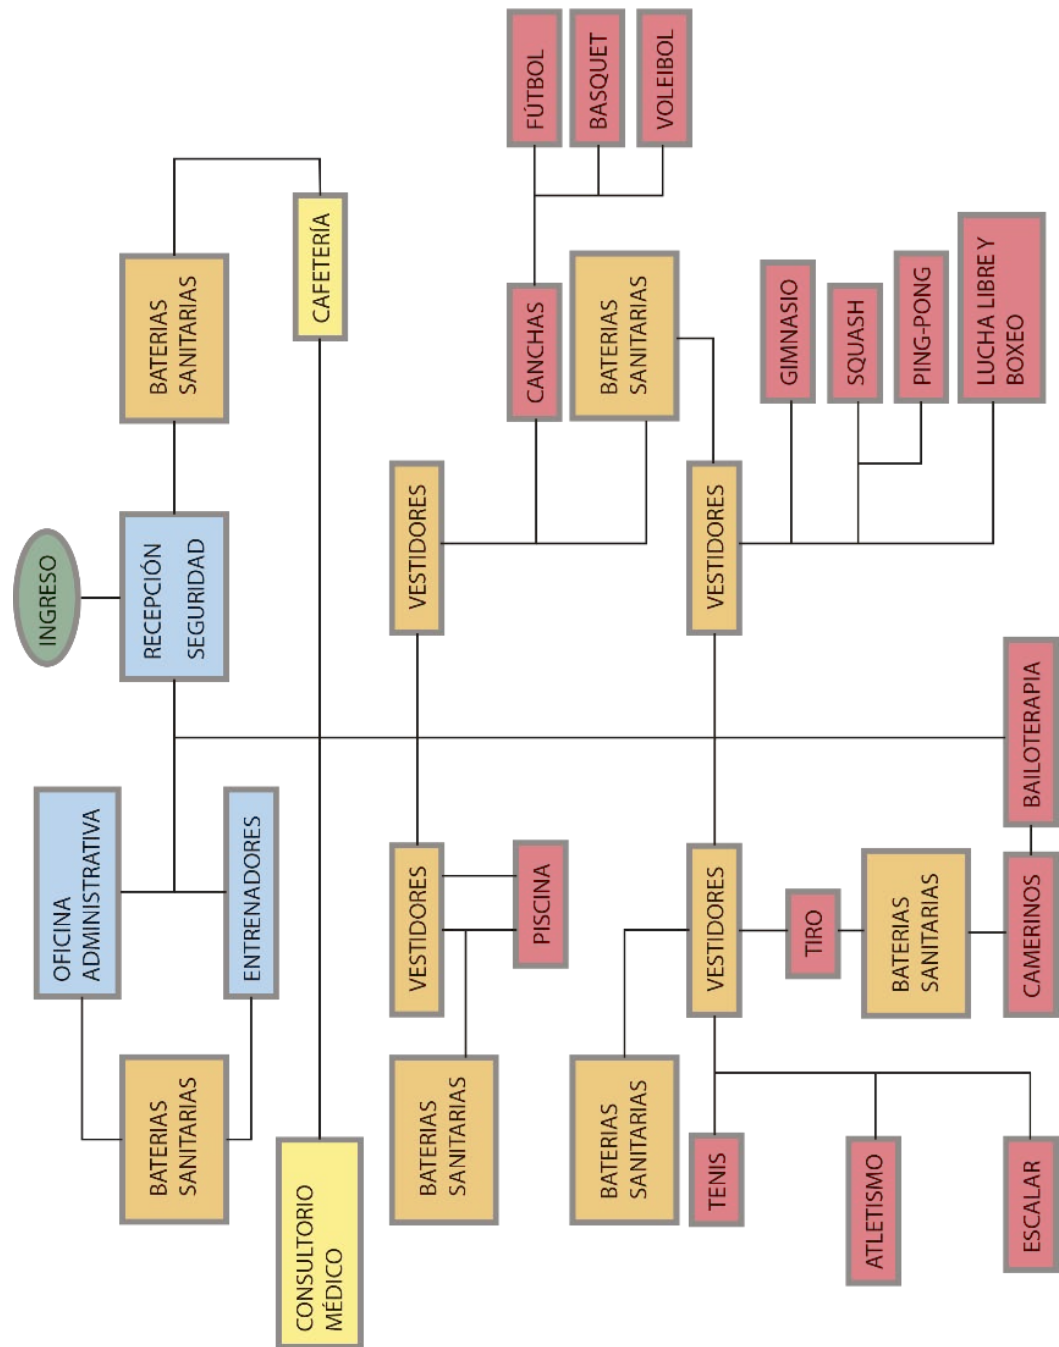 INGRESO
OFICINA
ADMINISTRATIVA
RECEPCIÓN
SEGURIDAD
BATERIAS
SANITARIAS
BATERIAS
SANITARIAS
ENTRENADORES
CONSULTORIO
MÉDICO
CAFETERÍA
VESTIDORES
VESTIDORES
BATERIAS
SANITARIAS
PISCINA
CANCHAS
FÚTBOL
BASQUET
VOLEIBOL
BATERIAS
SANITARIAS
BATERIAS
SANITARIAS
TENIS
VESTIDORES
VESTIDORES
GIMNASIO
SQUASH
PING-PONG
LUCHA LIBRE Y
BOXEO
TIRO
ATLETISMO
BATERIAS
SANITARIAS
ESCALAR
CAMERINOS
BAILOTERAPIA